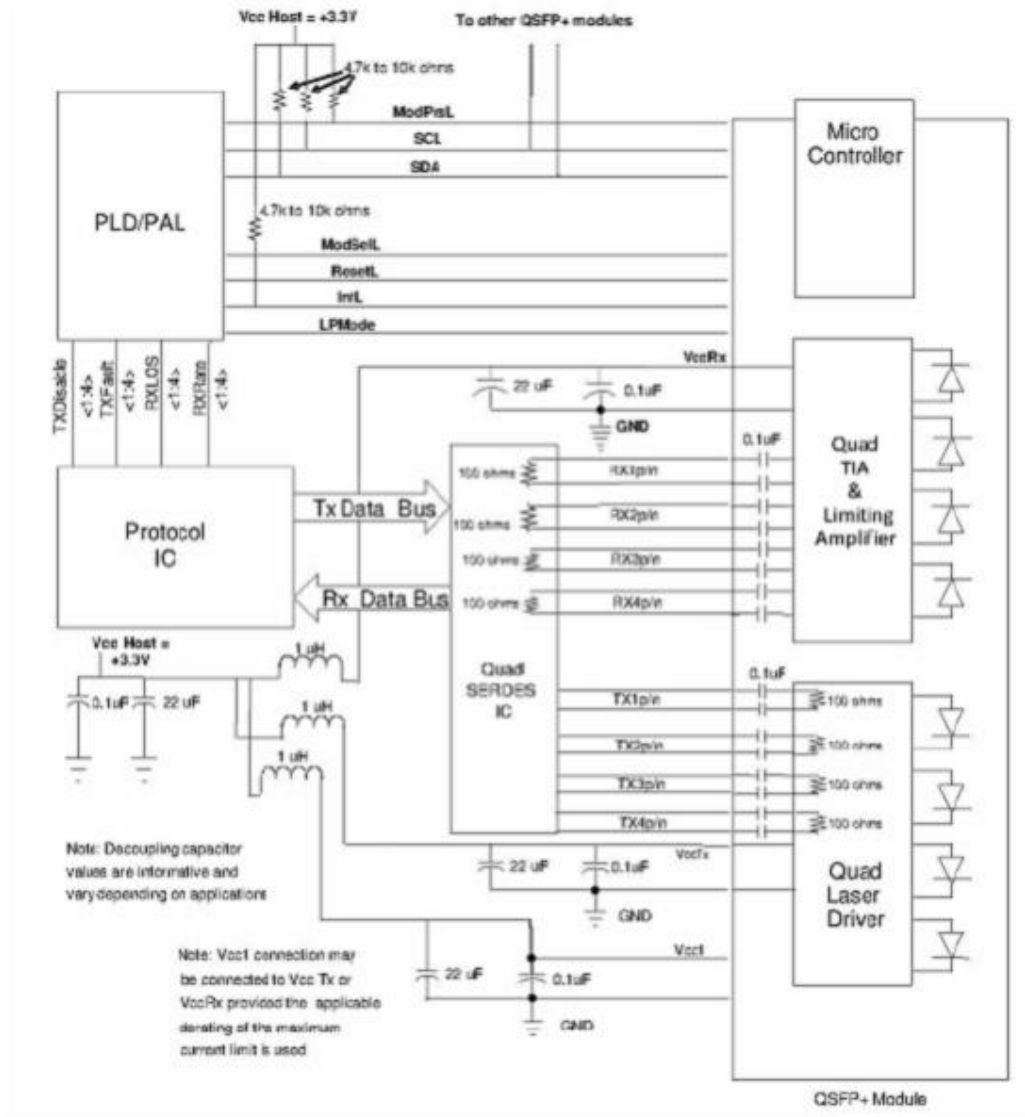 Vcc Host = +3.3V
To other QSFP+ modules
4.7k to 10k ohms
ModPrsL
SCL
SDA
Micro
Controller
PLD/PAL
4.7k to 10k ohms
ModSelL
ResetL
IntL
LPMode
TXDisable
<1:4>
TXFault
<1:4>
RXLOS
<1:4>
RXRate
<1:4>
VccRx
22 uF
0.1uF
GND
0.1uF
Quad
TIA
&
Limiting
Amplifier
100 ohms
RX1p/n
100 ohms
RX2p/n
100 ohms
RX3p/n
100 ohms
RX4p/n
Protocol
IC
Tx Data Bus
Rx Data Bus
Quad
SERDES
IC
Vcc Host =
+3.3V
0.1uF
22 uF
1 uH
1 uH
1 uH
0.1uF
TX1p/n
100 ohms
TX2p/n
100 ohms
TX3p/n
100 ohms
TX4p/n
100 ohms
VccTx
22 uF
0.1uF
GND
Quad
Laser
Driver
Note: Decoupling capacitor
values are informative and
vary depending on applications
Note: Vcc1 connection may
be connected to Vcc Tx or
VccRx provided the applicable
derating of the maximum
current limit is used
Vcc1
22 uF
0.1uF
GND
QSFP+ Module